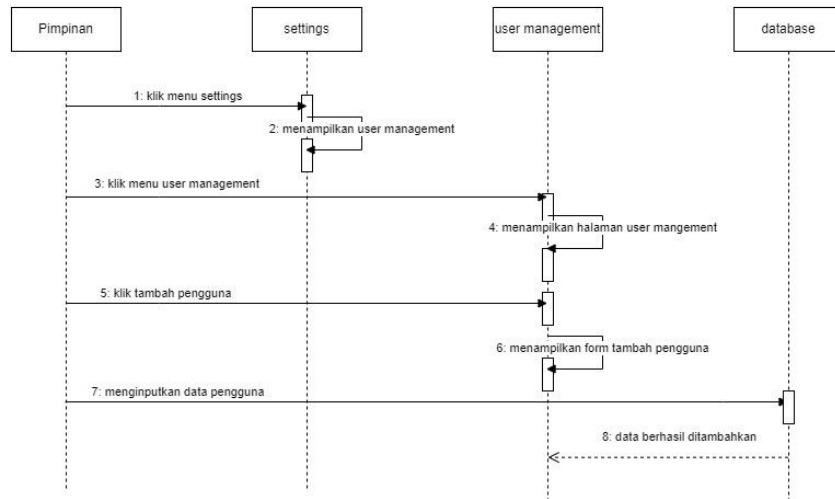 Pimpinan
settings
user management
database
1: klik menu settings
2: menampilkan user management
3: klik menu user management
4: menampilkan halaman user mangement
5: klik tambah pengguna
6: menampilkan form tambah pengguna
7: menginputkan data pengguna
8: data berhasil ditambahkan